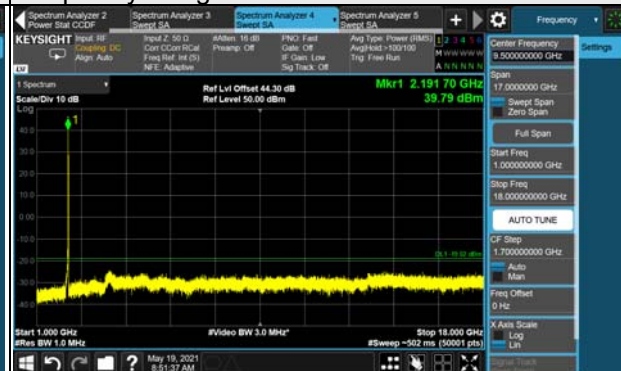 Spectrum Analyzer 2
Power Stat CCDF
Spectrum Analyzer 3
Swept SA
Spectrum Analyzer 4
Swept SA
Spectrum Analyzer 5
Swept SA
+
Frequency
KEYSIGHT
Input: RF
Coupling: DC
Align: Auto
Input Z: 50 Ω
Corr CCorr RCal
Freq Ref: Int (S)
NFE: Adaptive
#Atten: 16 dB
Preamp: Off
PNO: Fast
Gate: Off
IF Gain: Low
Sig Track: Off
Avg Type: Power (RMS)
Avg|Hold:>100/100
Trig: Free Run
1 2 3 4 5 6
M W W W W W
A N N N N N
LVI
1 Spectrum
Scale/Div 10 dB
Log
Ref Lvl Offset 44.30 dB
Ref Level 50.00 dBm
Mkr1 2.191 70 GHz
39.79 dBm
1
40.0
30.0
20.0
10.0
0.00
-10.0
-20.0
-30.0
-40.0
DL1 -19.02 dBm
Start 1.000 GHz
#Res BW 1.0 MHz
#Video BW 3.0 MHz*
Stop 18.000 GHz
#Sweep ~502 ms (50001 pts)
Center Frequency
9.500000000 GHz
Settings
Span
17.0000000 GHz
Swept Span
Zero Span
Full Span
Start Freq
1.000000000 GHz
Stop Freq
18.000000000 GHz
AUTO TUNE
CF Step
1.700000000 GHz
Auto
Man
Freq Offset
0 Hz
X Axis Scale
Log
Lin
Signal Track
?
May 19, 2021
8:51:37 AM